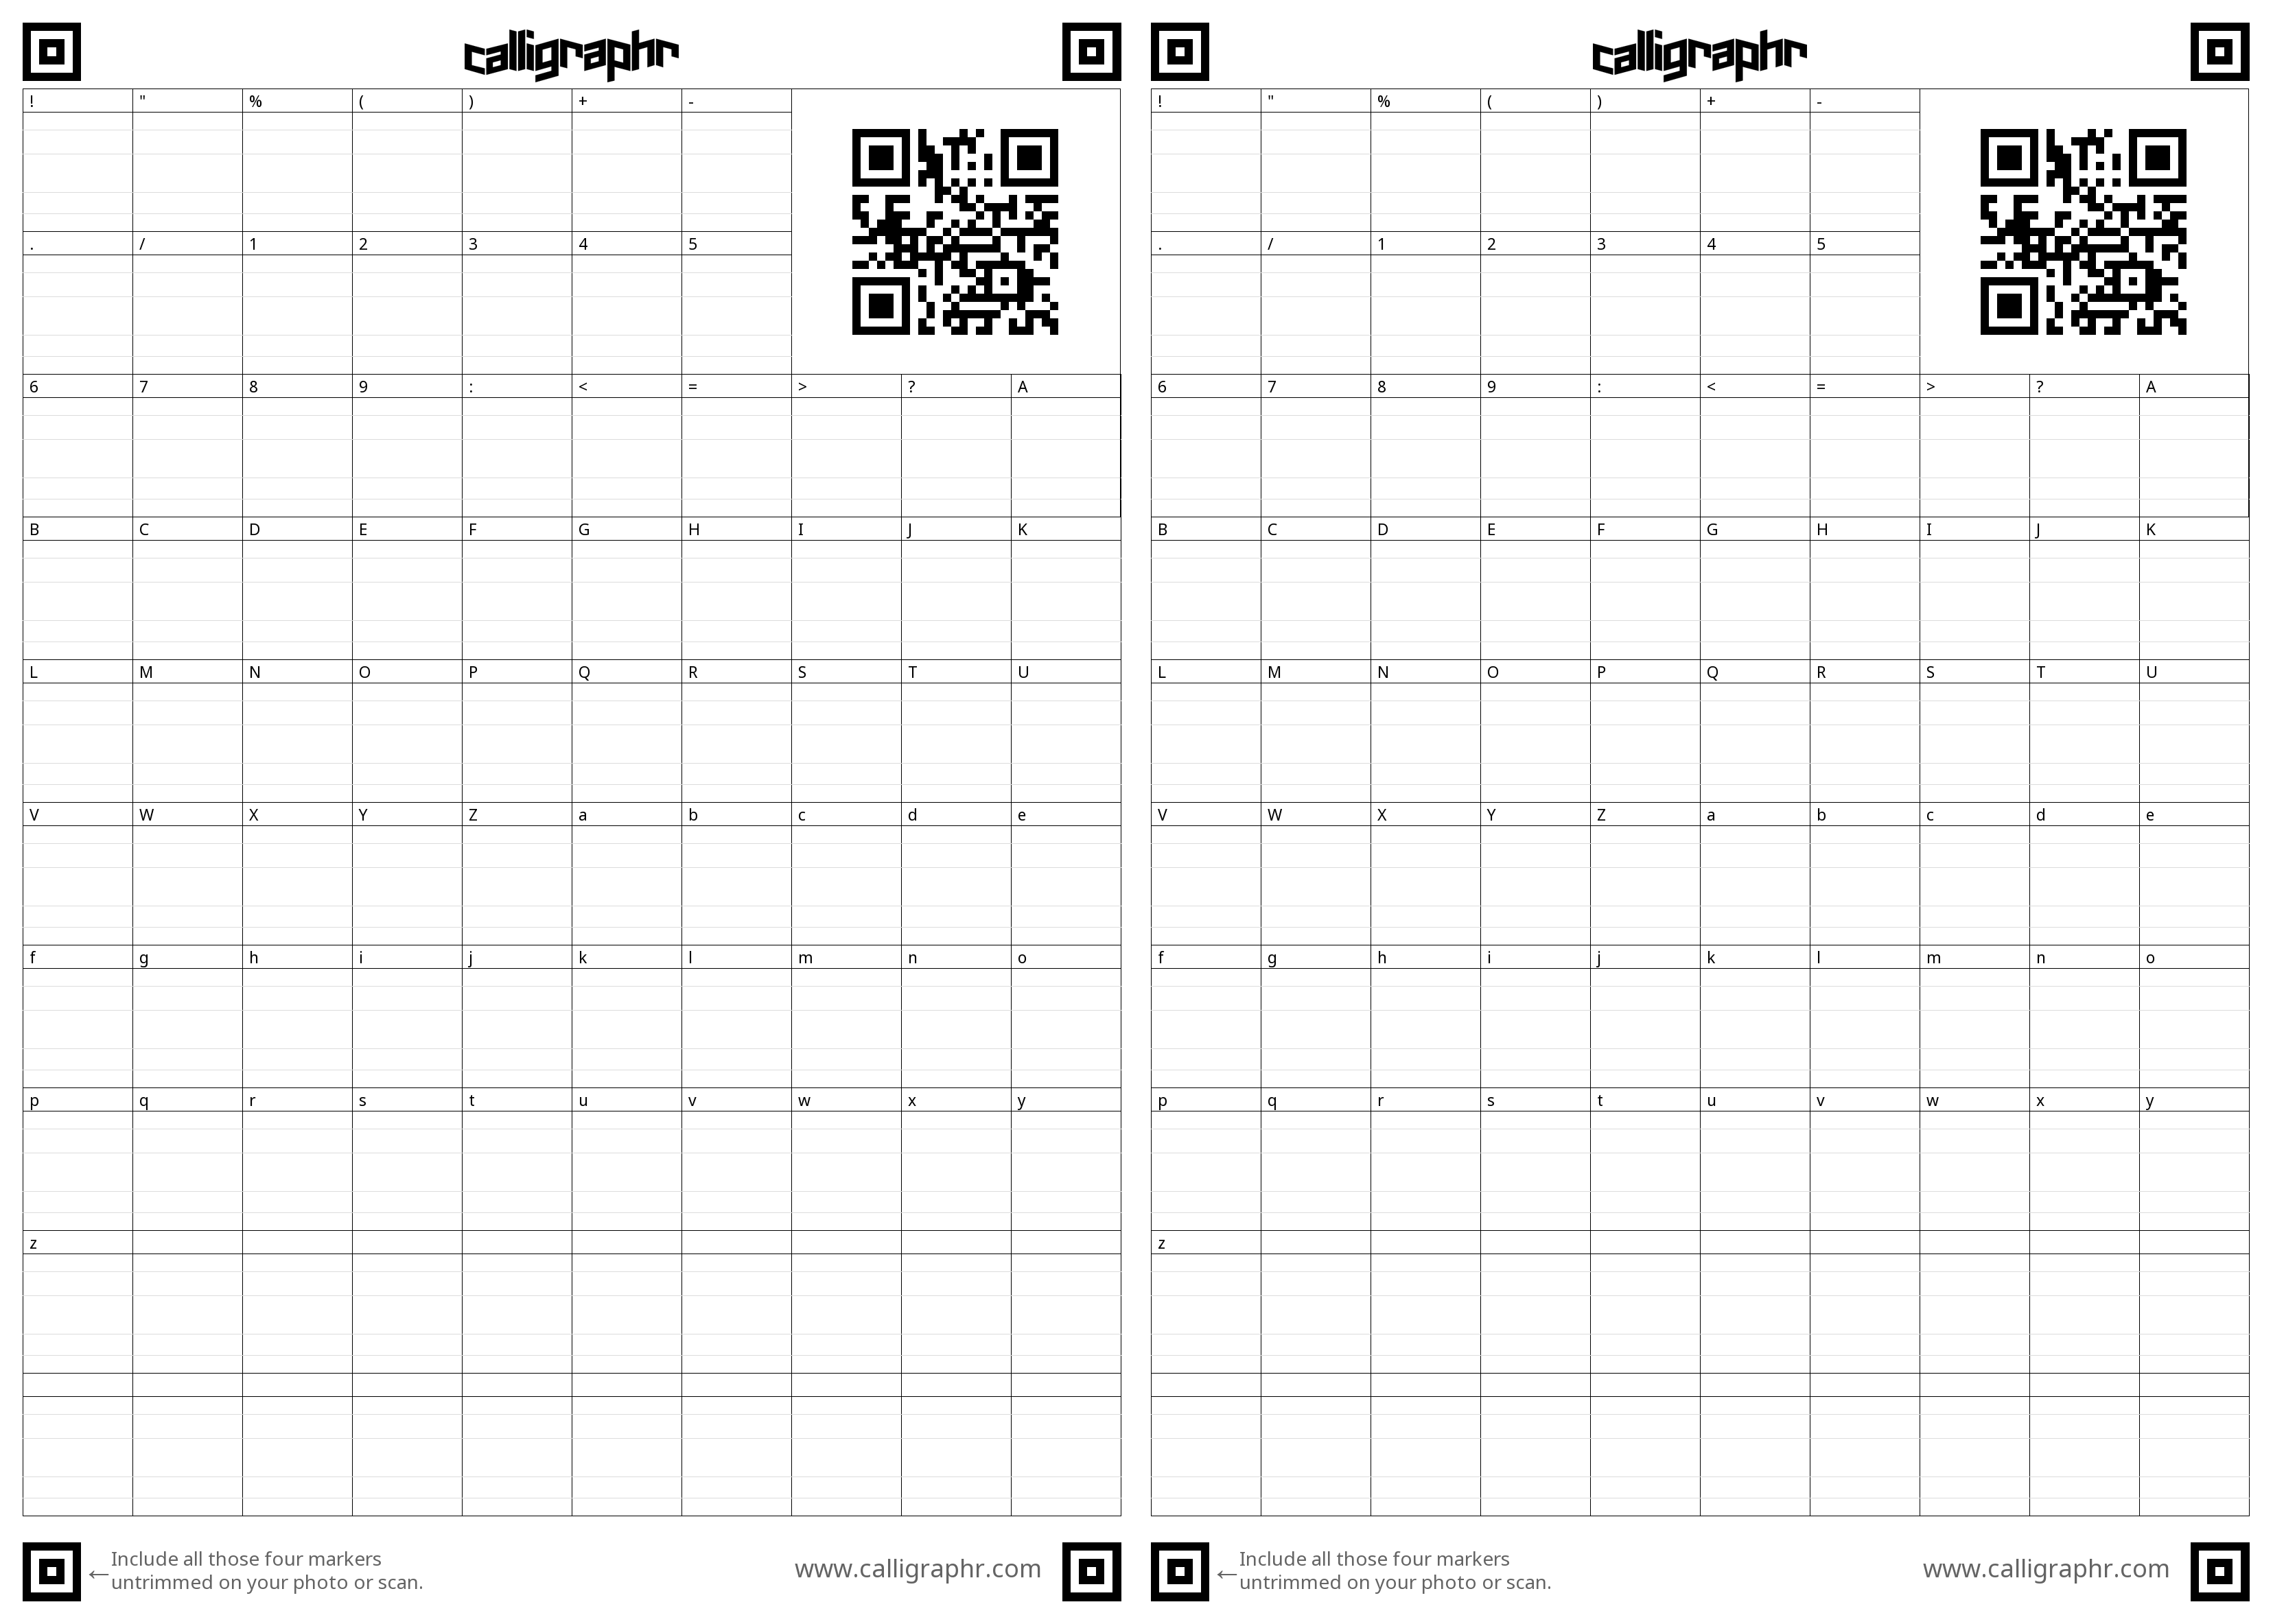 calligraphr
! " % ( ) + -
. / 1 2 3 4 5
6 7 8 9 : < = > ? A
B C D E F G H I J K
L M N O P Q R S T U
V W X Y Z a b c d e
f g h i j k l m n o
p q r s t u v w x y
z
← Include all those four markers
untrimmed on your photo or scan.
www.calligraphr.com
calligraphr
! " % ( ) + -
. / 1 2 3 4 5
6 7 8 9 : < = > ? A
B C D E F G H I J K
L M N O P Q R S T U
V W X Y Z a b c d e
f g h i j k l m n o
p q r s t u v w x y
z
← Include all those four markers
untrimmed on your photo or scan.
www.calligraphr.com